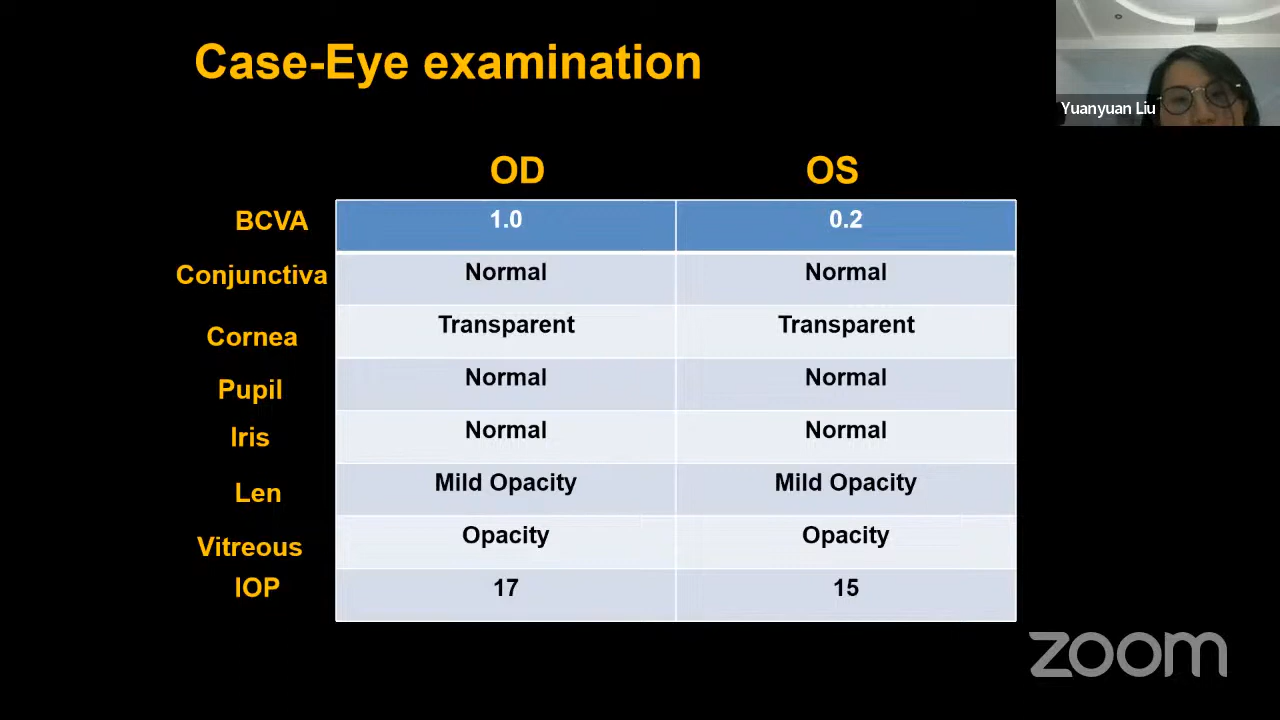 Case-Eye examination
Yuanyuan Liu
OD OS
BCVA 1.0 0.2
Conjunctiva Normal Normal
Cornea Transparent Transparent
Pupil Normal Normal
Iris Normal Normal
Len Mild Opacity Mild Opacity
Vitreous Opacity Opacity
IOP 17 15
zoom